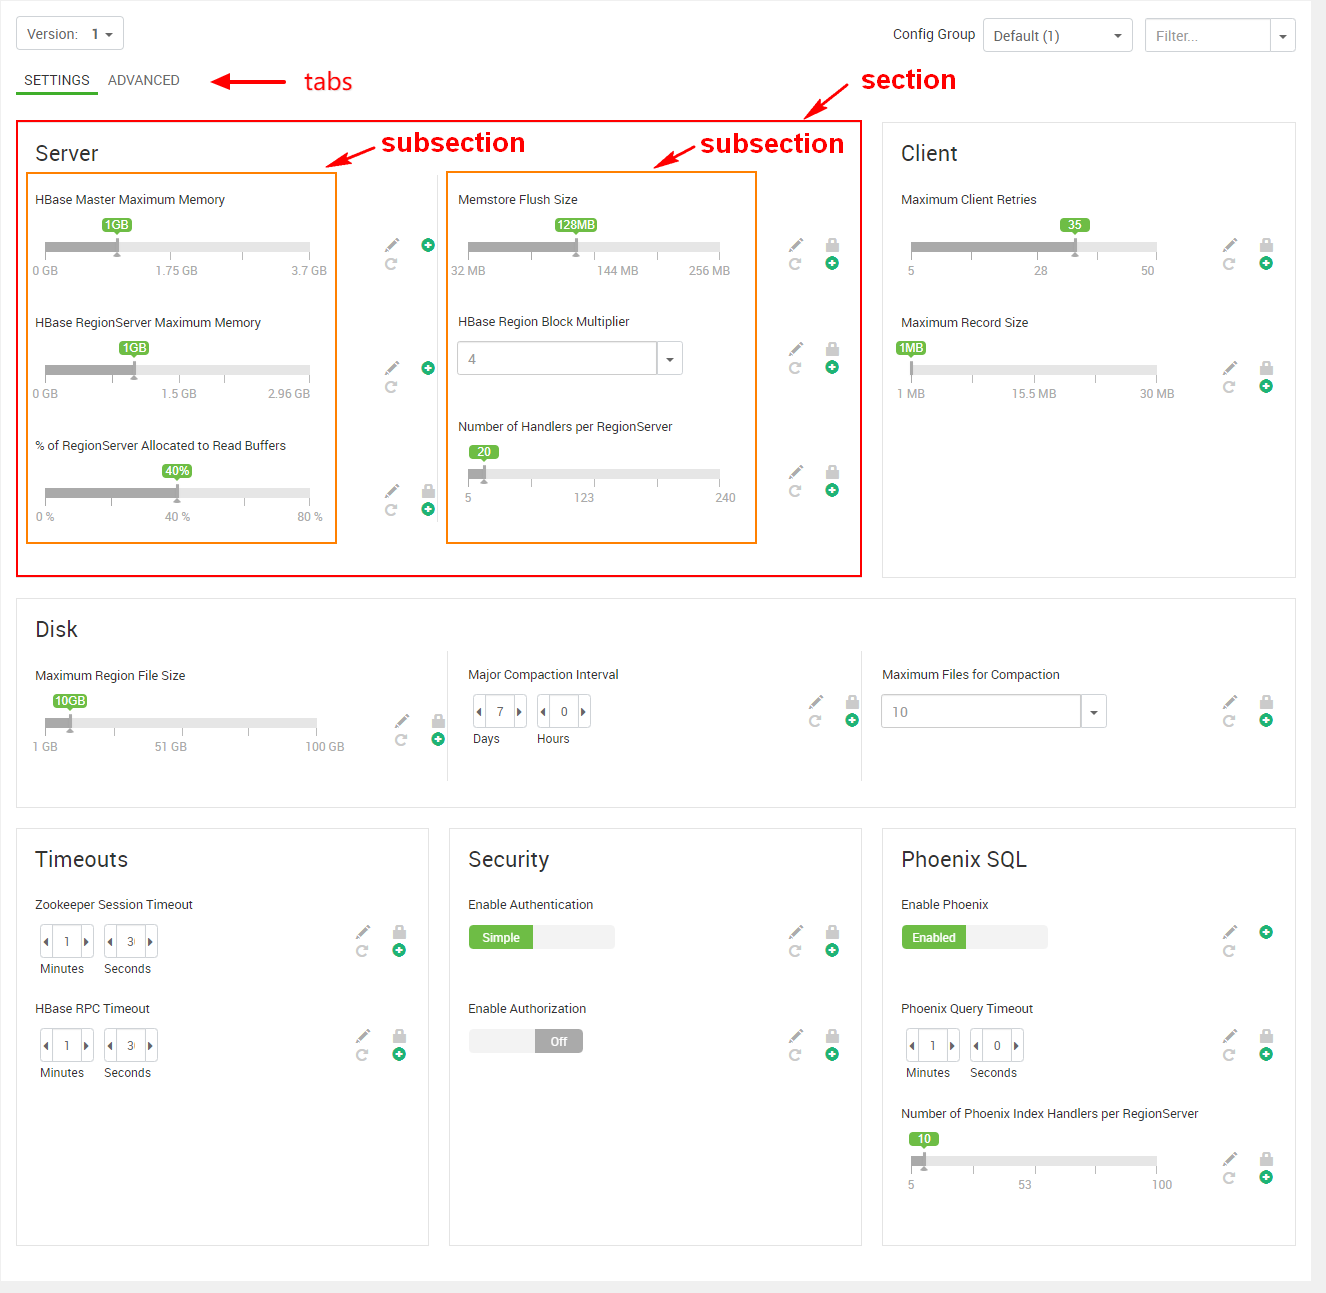 Version: 1
Config Group Default (1) Filter...
SETTINGS ADVANCED tabs
section
Server
subsection
subsection
HBase Master Maximum Memory
1GB
0 GB 1.75 GB 3.7 GB
HBase RegionServer Maximum Memory
1GB
0 GB 1.5 GB 2.96 GB
% of RegionServer Allocated to Read Buffers
40%
0 % 40 % 80 %
Memstore Flush Size
128MB
32 MB 144 MB 256 MB
HBase Region Block Multiplier
4
Number of Handlers per RegionServer
20
5 123 240
Client
Maximum Client Retries
35
5 28 50
Maximum Record Size
1MB
1 MB 15.5 MB 30 MB
Disk
Maximum Region File Size
10GB
1 GB 51 GB 100 GB
Major Compaction Interval
7 0
Days Hours
Maximum Files for Compaction
10
Timeouts
Zookeeper Session Timeout
1
Minutes Seconds
HBase RPC Timeout
1
Minutes Seconds
Security
Enable Authentication
Simple
Enable Authorization
Off
Phoenix SQL
Enable Phoenix
Enabled
Phoenix Query Timeout
1 0
Minutes Seconds
Number of Phoenix Index Handlers per RegionServer
10
5 53 100